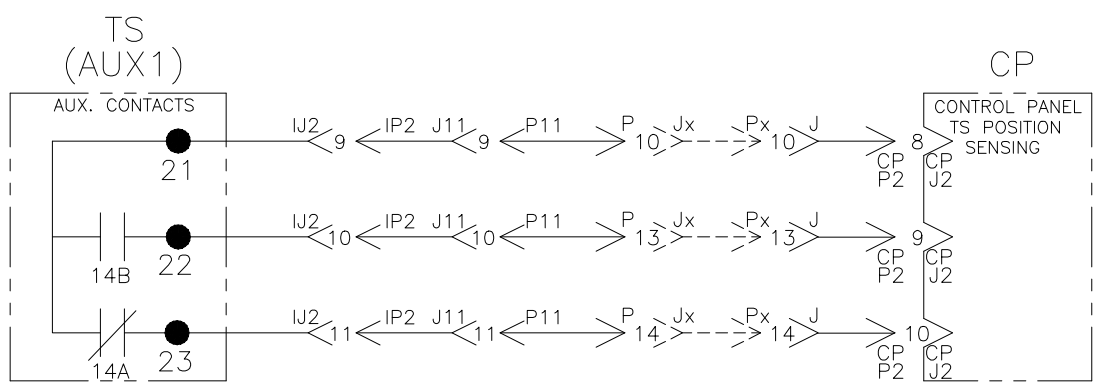 TS
(AUX1)
CP
AUX. CONTACTS
CONTROL PANEL
TS POSITION
SENSING
IJ2 9 IP2 J11 9 P11 P 10 Jx Px 10 J 8
21
CP CP
P2 J2
IJ2 10 IP2 J11 10 P11 P 13 Jx Px 13 J 9
14B 22
CP CP
P2 J2
IJ2 11 IP2 J11 11 P11 P 14 Jx Px 14 J 10
14A 23
CP CP
P2 J2